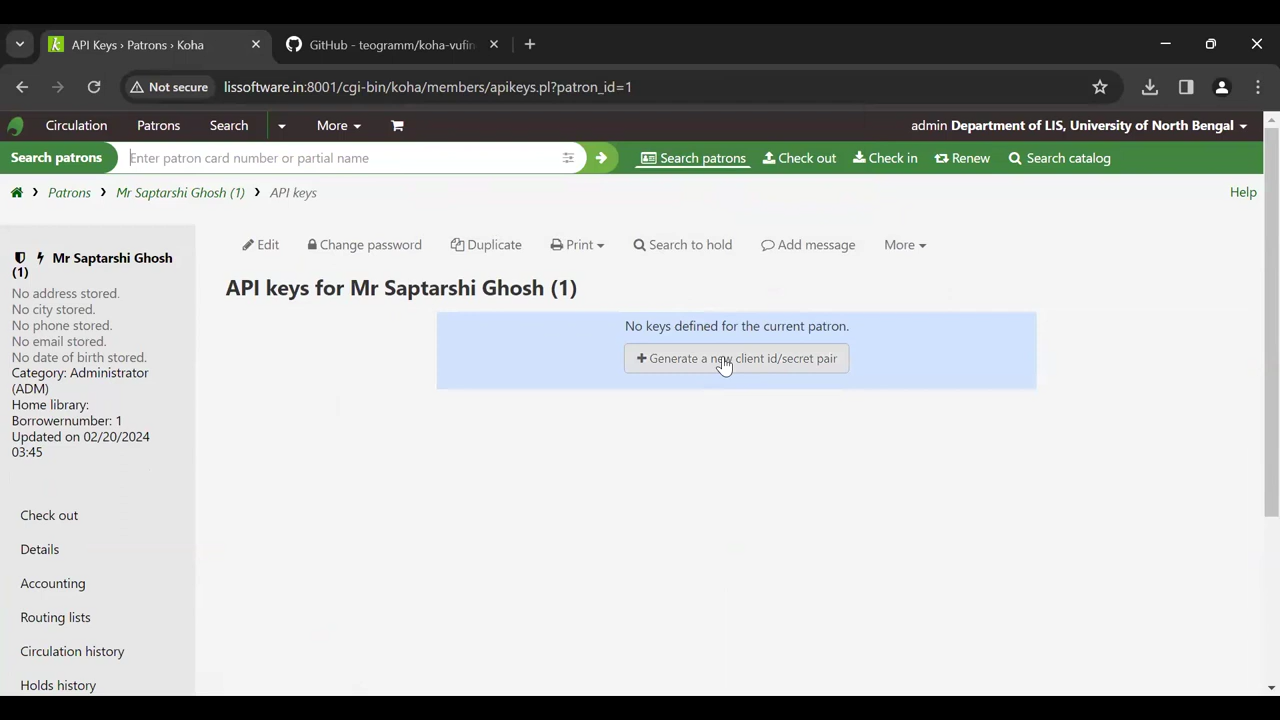 API Keys › Patrons › Koha
GitHub - teogramm/koha-vufin
Not secure
lissoftware.in:8001/cgi-bin/koha/members/apikeys.pl?patron_id=1
Circulation
Patrons
Search
More
admin Department of LIS, University of North Bengal
Search patrons
Enter patron card number or partial name
Search patrons
Check out
Check in
Renew
Search catalog
Patrons
Mr Saptarshi Ghosh (1)
API keys
Help
Mr Saptarshi Ghosh
(1)
No address stored.
No city stored.
No phone stored.
No email stored.
No date of birth stored.
Category: Administrator
(ADM)
Home library:
Borrowernumber: 1
Updated on 02/20/2024
03:45
Check out
Details
Accounting
Routing lists
Circulation history
Holds history
Edit
Change password
Duplicate
Print
Search to hold
Add message
More
API keys for Mr Saptarshi Ghosh (1)
No keys defined for the current patron.
+ Generate a new client id/secret pair